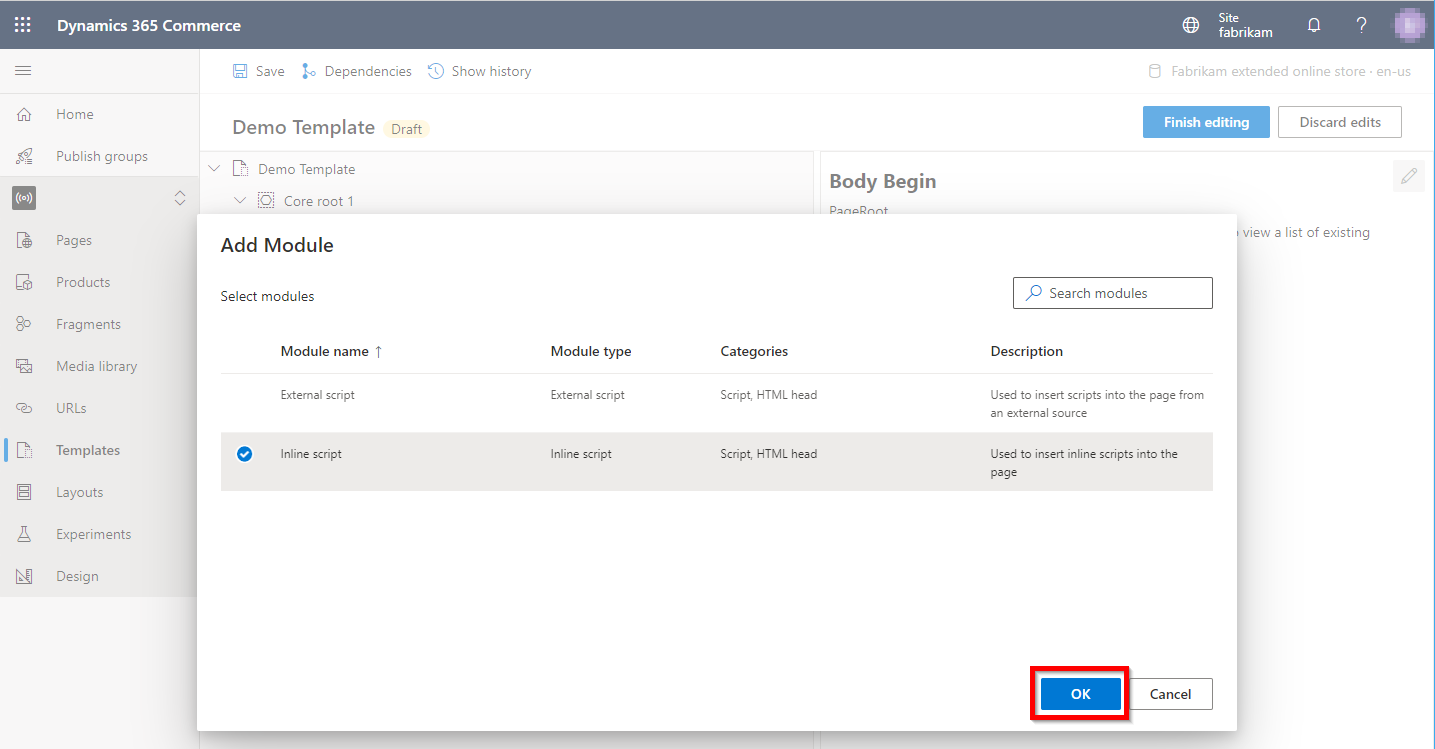 Dynamics 365 Commerce
Site
fabrikam
?
Save
Dependencies
Show history
Fabrikam extended online store - en-us
Home
Publish groups
Demo Template
Draft
Finish editing
Discard edits
Demo Template
Core root 1
Body Begin
PageRoot
view a list of existing
Pages
Products
Fragments
Media library
URLs
Templates
Layouts
Experiments
Design
Add Module
Select modules
Search modules
Module name ↑
Module type
Categories
Description
External script
External script
Script, HTML head
Used to insert scripts into the page from
an external source
Inline script
Inline script
Script, HTML head
Used to insert inline scripts into the
page
OK
Cancel